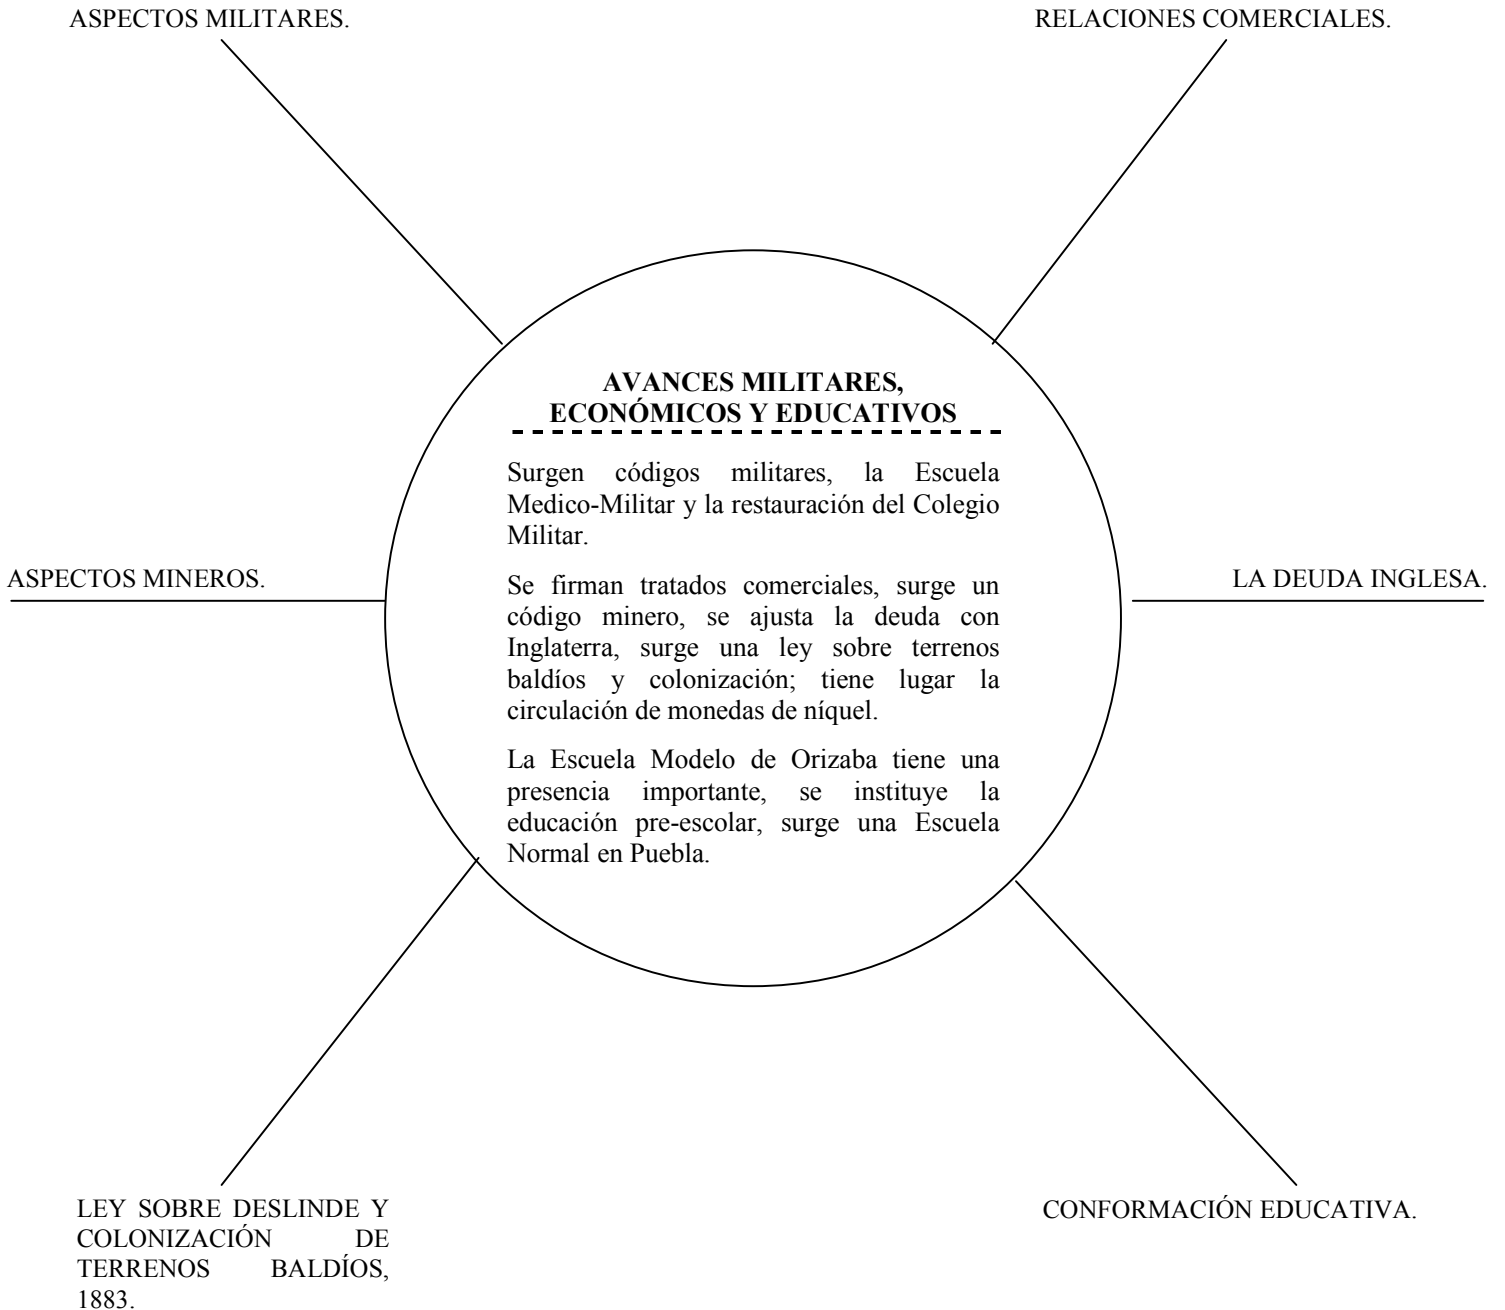 ASPECTOS MILITARES.
RELACIONES COMERCIALES.
AVANCES MILITARES,
ECONÓMICOS Y EDUCATIVOS
Surgen códigos militares, la Escuela
Medico-Militar y la restauración del Colegio
Militar.
Se firman tratados comerciales, surge un
código minero, se ajusta la deuda con
Inglaterra, surge una ley sobre terrenos
baldíos y colonización; tiene lugar la
circulación de monedas de níquel.
La Escuela Modelo de Orizaba tiene una
presencia importante, se instituye la
educación pre-escolar, surge una Escuela
Normal en Puebla.
ASPECTOS MINEROS.
LA DEUDA INGLESA.
LEY SOBRE DESLINDE Y
COLONIZACIÓN DE
TERRENOS BALDÍOS,
1883.
CONFORMACIÓN EDUCATIVA.